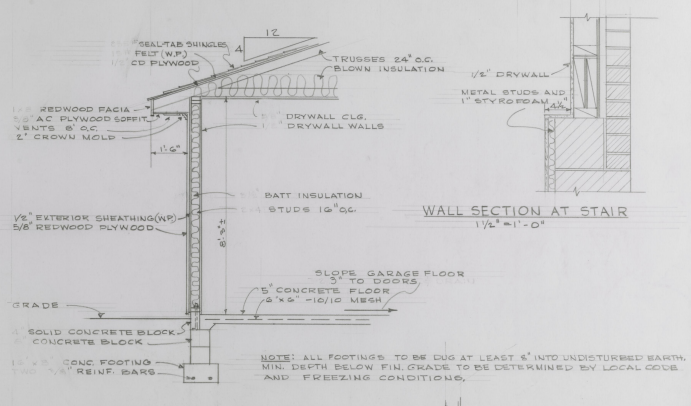 12
4
SEAL-TAB SHINGLES
FELT (W.P.)
CD PLYWOOD
TRUSSES 24" O.C.
BLOWN INSULATION
REDWOOD FACIA
AC PLYWOOD SOFFIT
VENTS 8' O.C.
2" CROWN MOLD
DRYWALL CLG.
DRYWALL WALLS
1'-6"
BATT INSULATION
STUDS 16" O.C.
1/2" EXTERIOR SHEATHING (W.P.)
5/8" REDWOOD PLYWOOD
SLOPE GARAGE FLOOR
3" TO DOORS
5" CONCRETE FLOOR
6"x6" -10/10 MESH
GRADE
SOLID CONCRETE BLOCK
CONCRETE BLOCK
CONC. FOOTING
REINF. BARS
1/2" DRYWALL
METAL STUDS AND
1" STYROFOAM
WALL SECTION AT STAIR
1 1/2" = 1'-0"
NOTE: ALL FOOTINGS TO BE DUG AT LEAST 8" INTO UNDISTURBED EARTH.
MIN. DEPTH BELOW FIN. GRADE TO BE DETERMINED BY LOCAL CODE
AND FREEZING CONDITIONS.